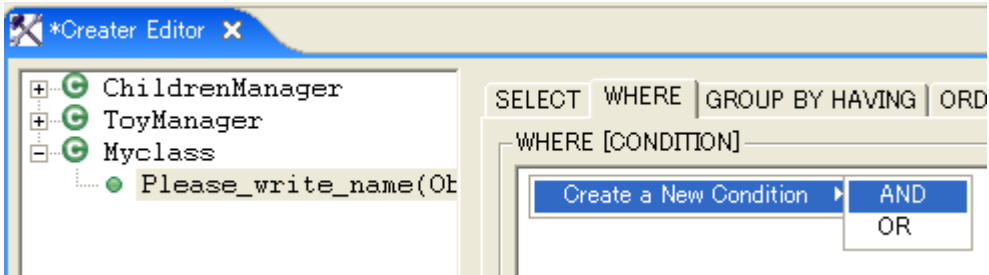 *Creater Editor
ChildrenManager
ToyManager
Myclass
Please_write_name(Ob
SELECT WHERE GROUP BY HAVING ORD
WHERE [CONDITION]
Create a New Condition AND
OR